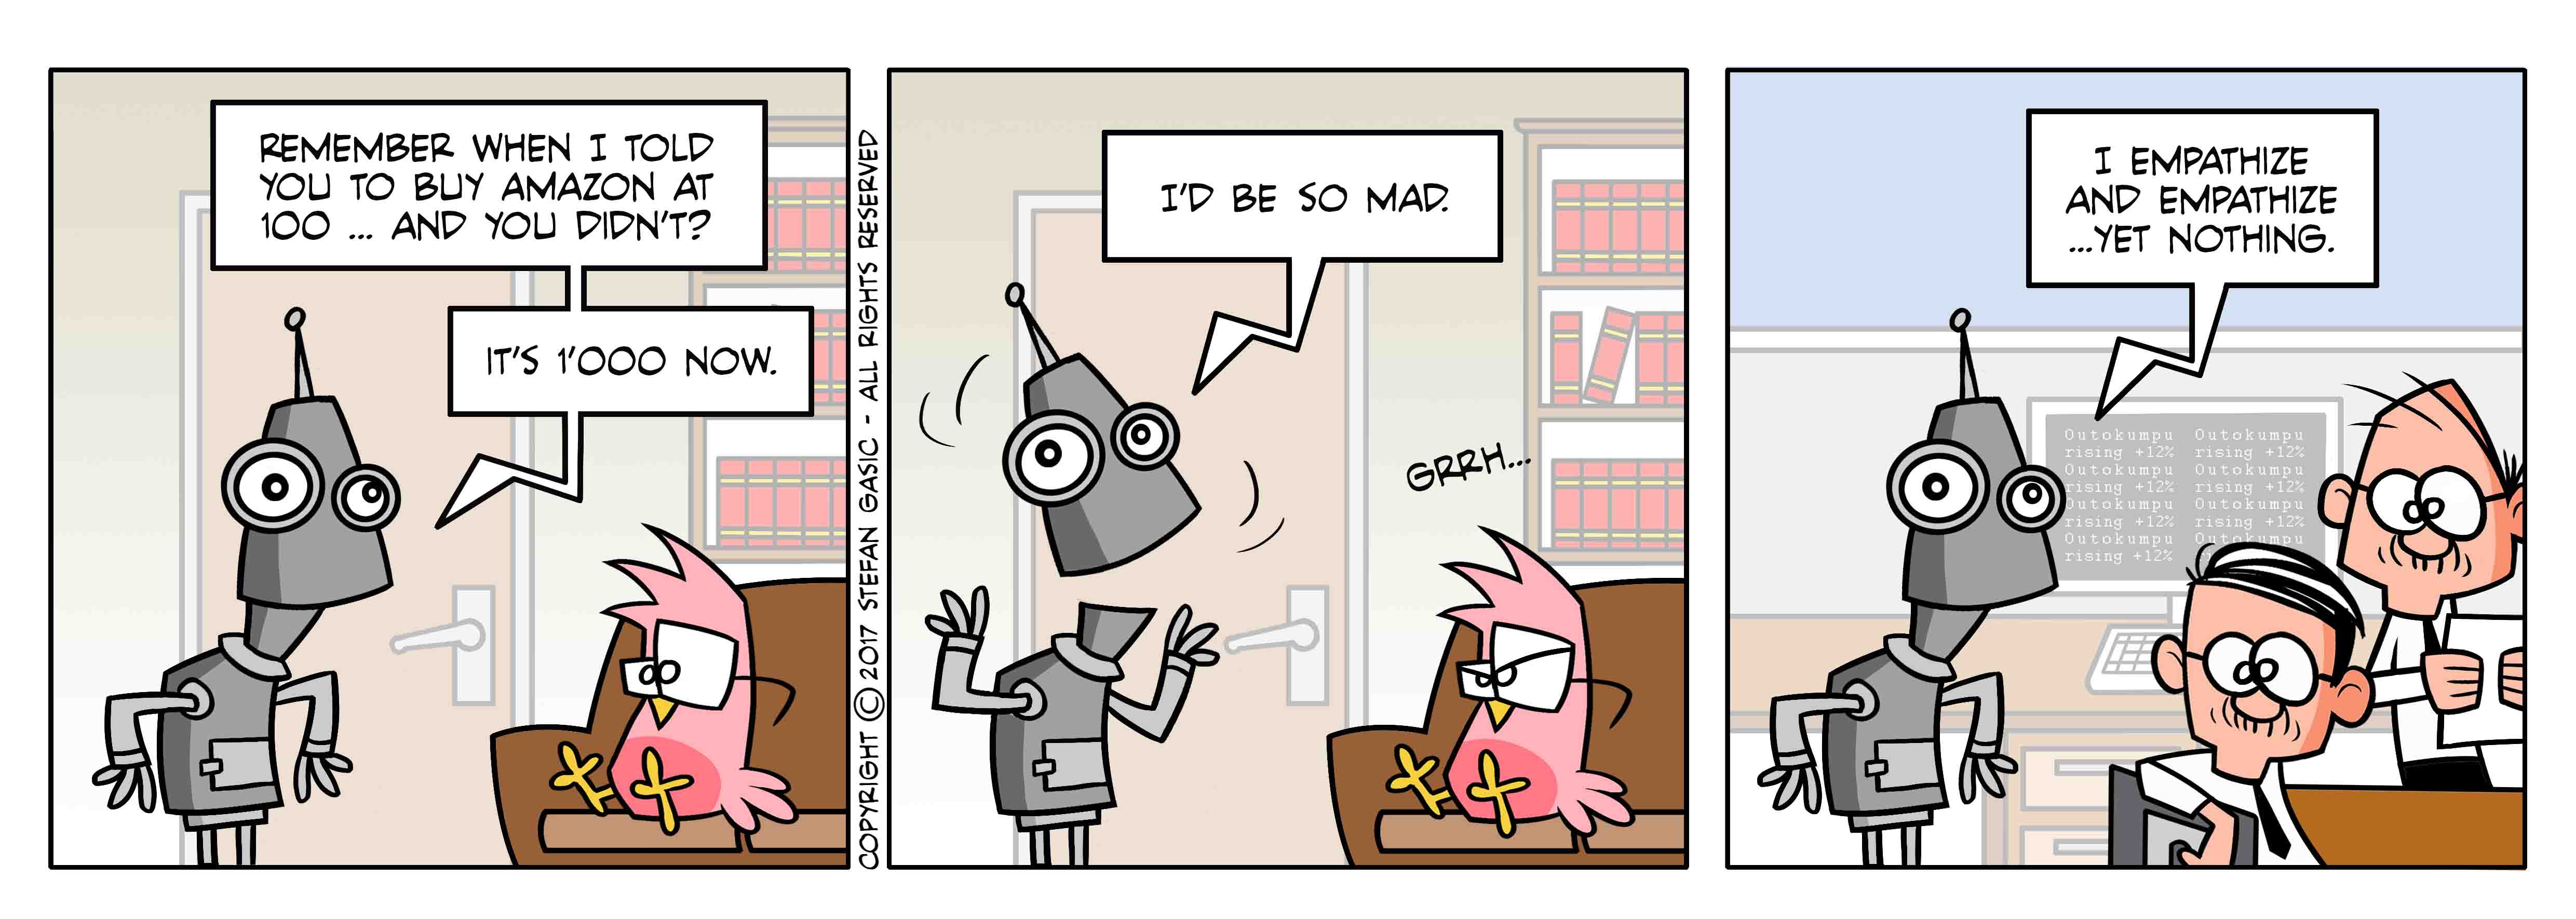 REMEMBER WHEN I TOLD
YOU TO BUY AMAZON AT
100 ... AND YOU DIDN'T?
IT'S 1'000 NOW.
COPYRIGHT © 2017 STEFAN GASIC - ALL RIGHTS RESERVED
I'D BE SO MAD.
GRRH...
I EMPATHIZE
AND EMPATHIZE
...YET NOTHING.
Outokumpu Outokumpu
rising +12% rising +12%
Outokumpu Outokumpu
rising +12% rising +12%
Outokumpu Outokumpu
rising +12% rising +12%
Outokumpu Outokumpu
rising +12%